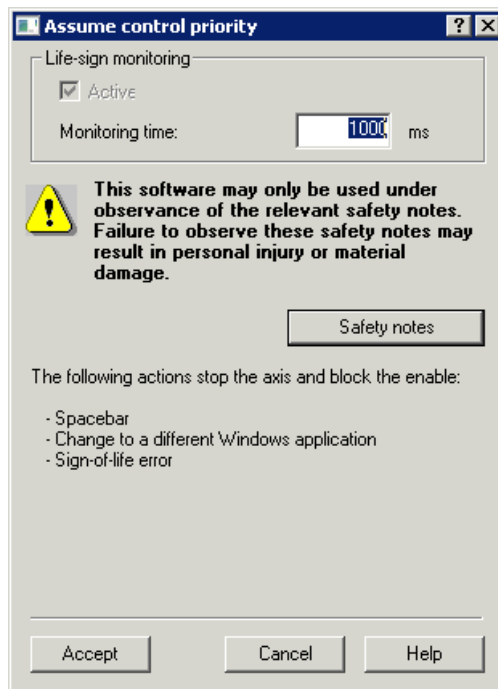 Assume control priority
Life-sign monitoring
Active
Monitoring time: 1000 ms
This software may only be used under
observance of the relevant safety notes.
Failure to observe these safety notes may
result in personal injury or material
damage.
Safety notes
The following actions stop the axis and block the enable:
- Spacebar
- Change to a different Windows application
- Sign-of-life error
Accept Cancel Help